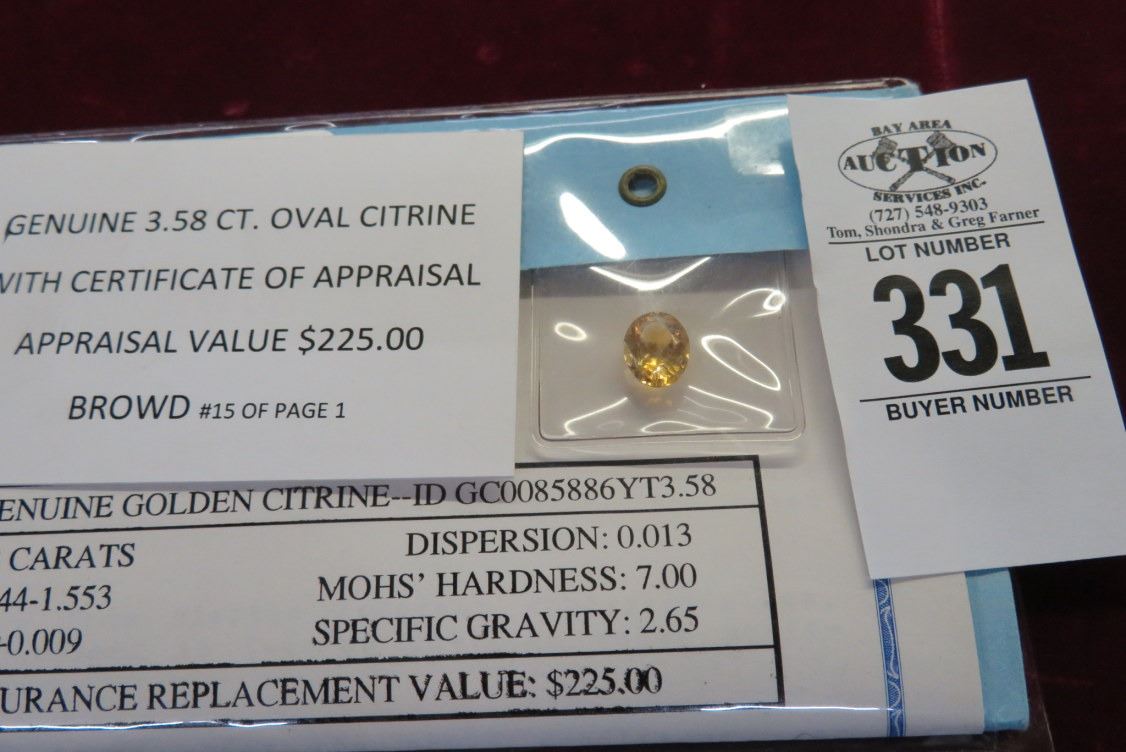 GENUINE 3.58 CT. OVAL CITRINE
WITH CERTIFICATE OF APPRAISAL
APPRAISAL VALUE $225.00
BROWD #15 OF PAGE 1
BAY AREA
AUCTION
SERVICES INC.
(727) 548-9303
Tom, Shondra & Greg Farner
LOT NUMBER
331
BUYER NUMBER
ENUINE GOLDEN CITRINE--ID GC0085886YT3.58
CARATS
DISPERSION: 0.013
44-1.553
MOHS' HARDNESS: 7.00
-0.009
SPECIFIC GRAVITY: 2.65
URANCE REPLACEMENT VALUE: $225.00